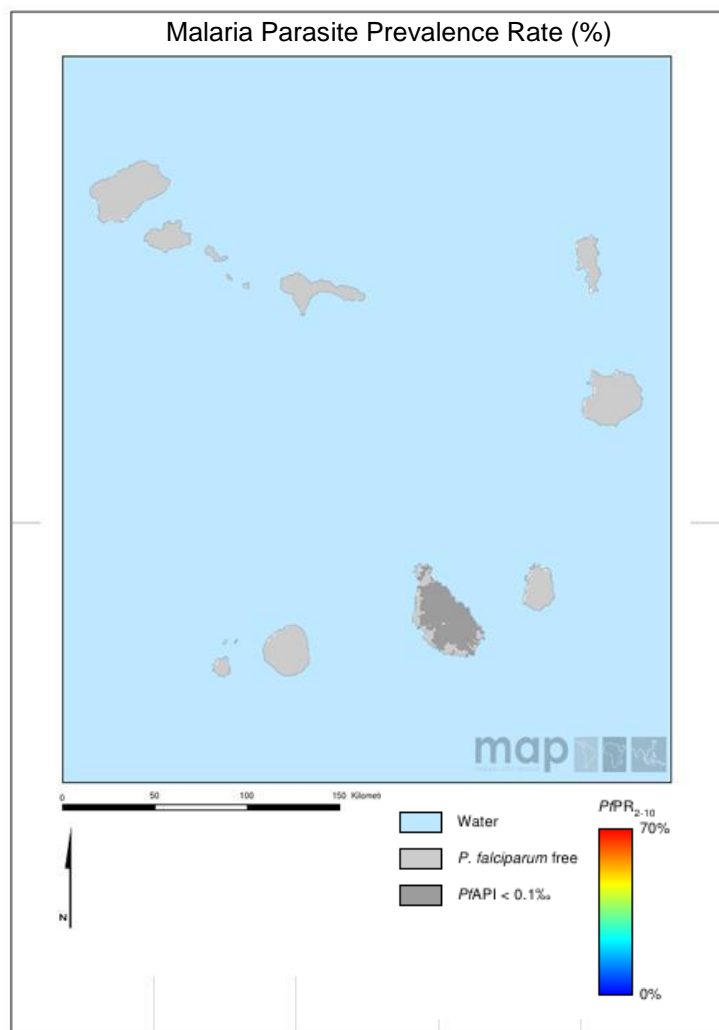 Malaria Parasite Prevalence Rate (%)
map
0 50 100 150 Kilomet
Water
P. falciparum free
PfAPI < 0.1‰
PfPR2-10
70%
0%
N